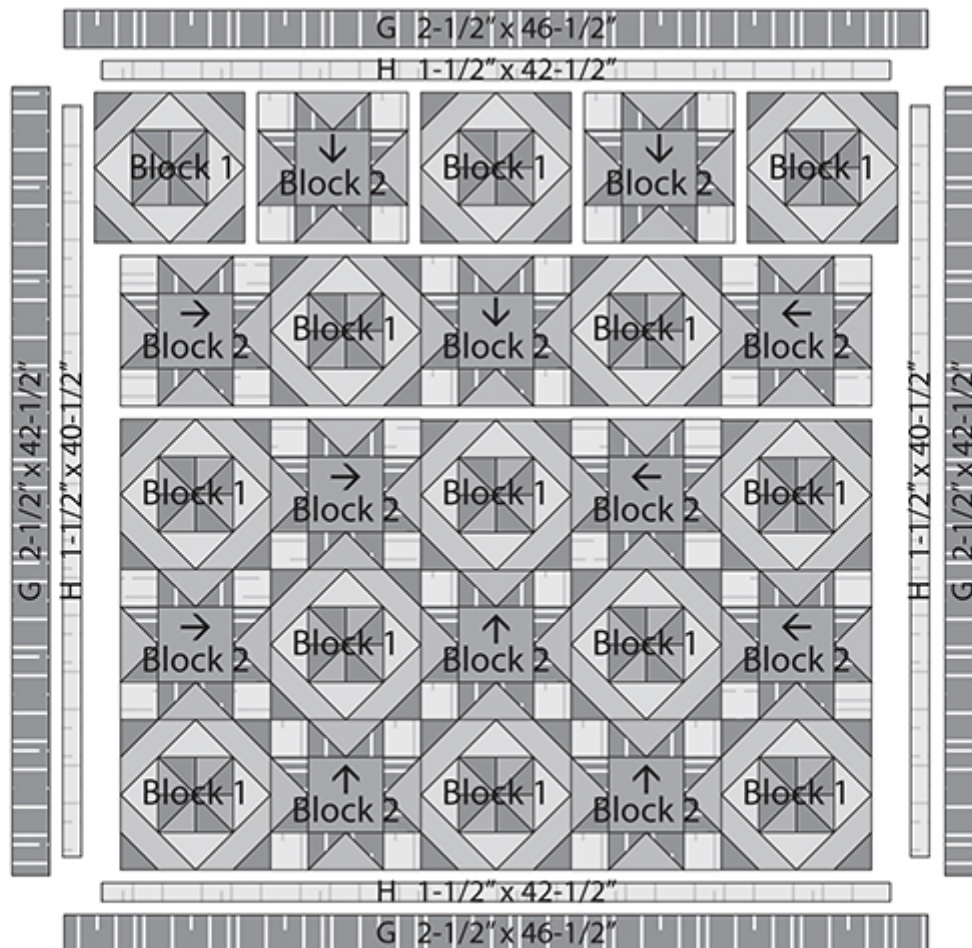 G 2-1/2” x 46-1/2”
H 1-1/2” x 42-1/2”
Block 1 Block 2 Block 1 Block 2 Block 1
Block 2 Block 1 Block 2 Block 1 Block 2
Block 1 Block 2 Block 1 Block 2 Block 1
Block 2 Block 1 Block 2 Block 1 Block 2
Block 1 Block 2 Block 1 Block 2 Block 1
G 2-1/2” x 42-1/2”
H 1-1/2” x 40-1/2”
H 1-1/2” x 40-1/2”
G 2-1/2” x 42-1/2”
H 1-1/2” x 42-1/2”
G 2-1/2” x 46-1/2”